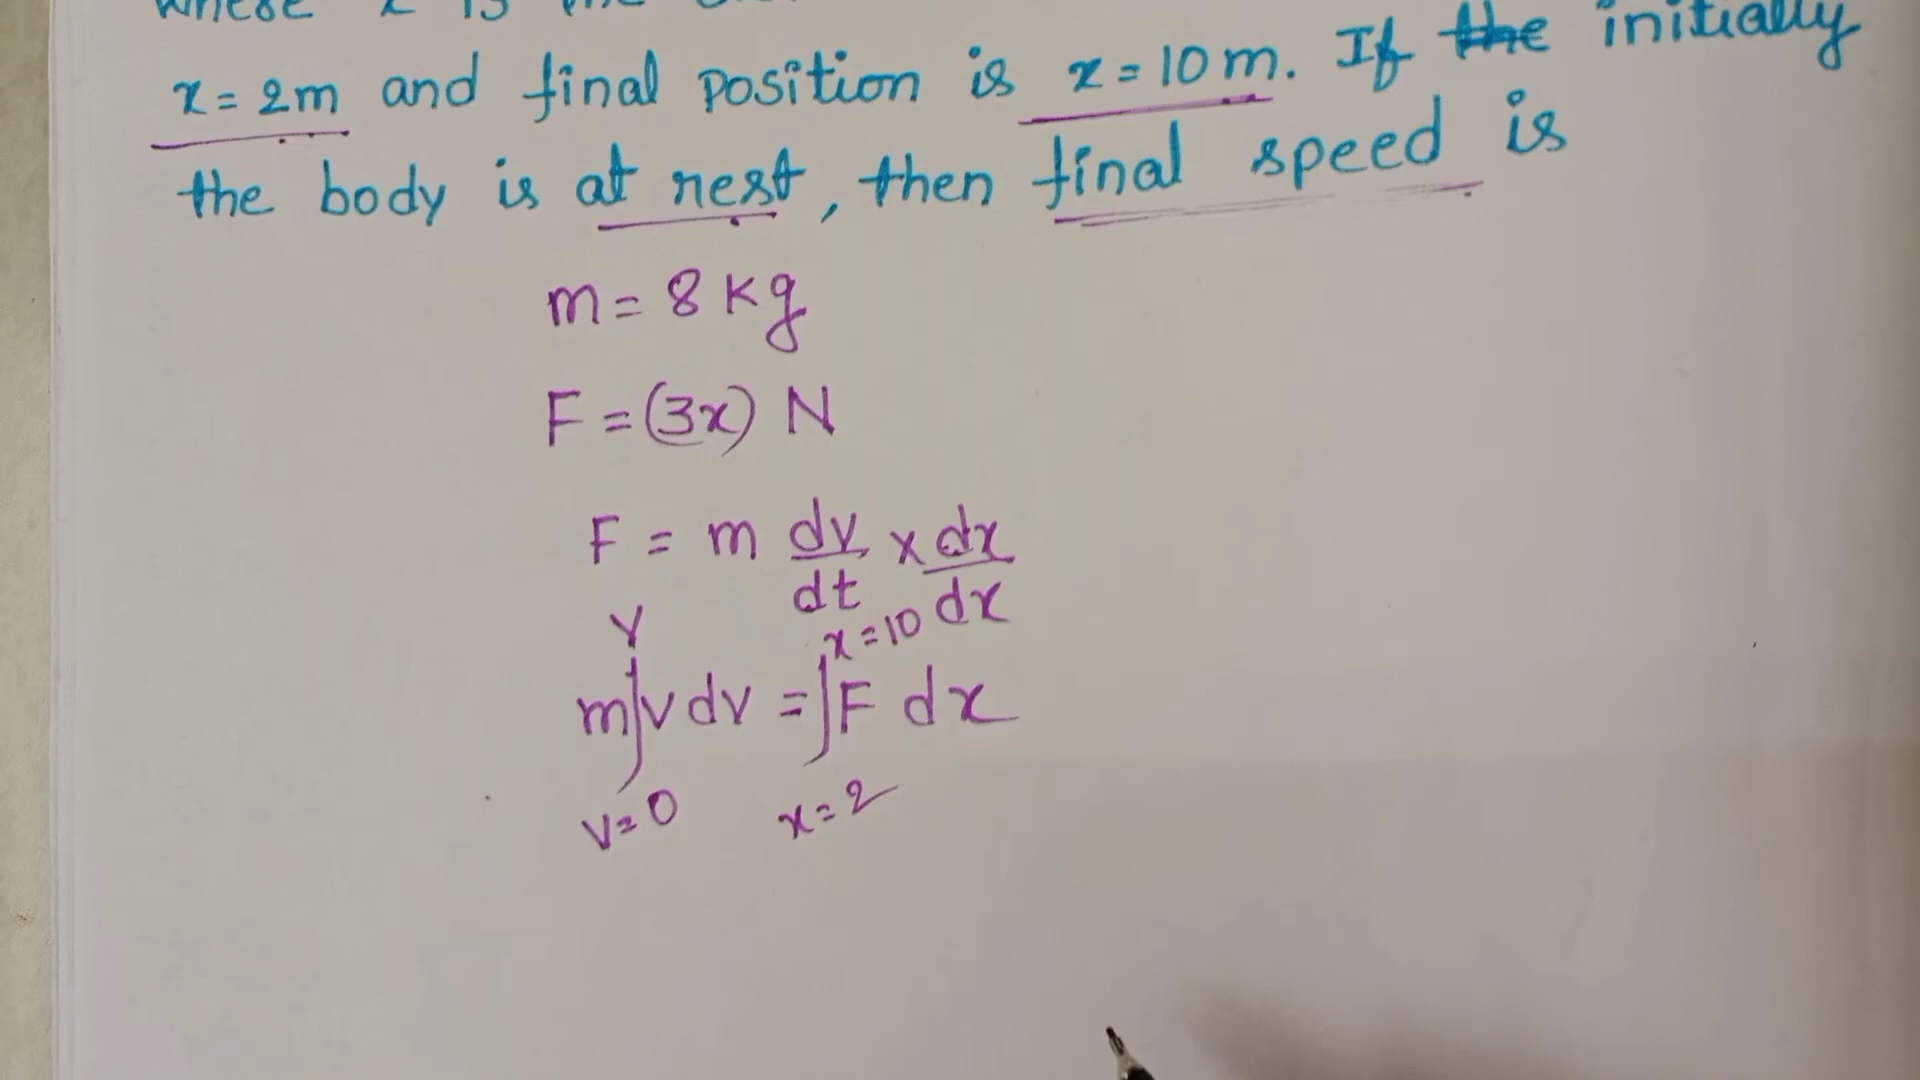 x = 2m and final position is x = 10m. If the initially
the body is at rest, then final speed is
m = 8 kg
F = (3x) N
F = m dv/dt x dx/dx
m∫v dv = ∫F dx
v
x=10
v=0
x=2